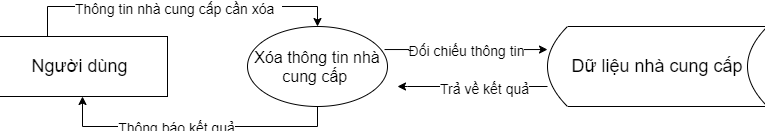 Thông tin nhà cung cấp cần xóa
Người dùng
Xóa thông tin nhà
cung cấp
Đối chiếu thông tin
Trả về kết quả
Dữ liệu nhà cung cấp
Thông báo kết quả